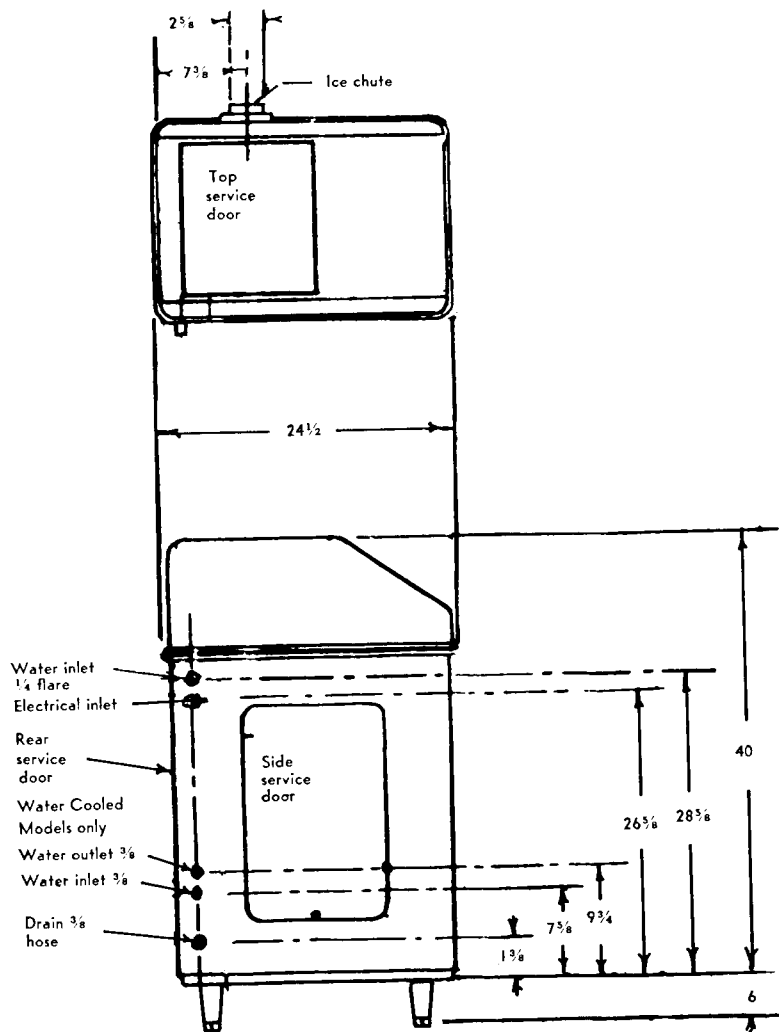 2⅝
7⅜
Ice chute
Top
service
door
24½
Water inlet
¼ flare
Electrical inlet
Rear
service
door
Side
service
door
40
26⅝
28⅝
Water Cooled
Models only
Water outlet ⅜
Water inlet ⅜
9¾
7⅝
Drain ⅜
hose
1⅜
6